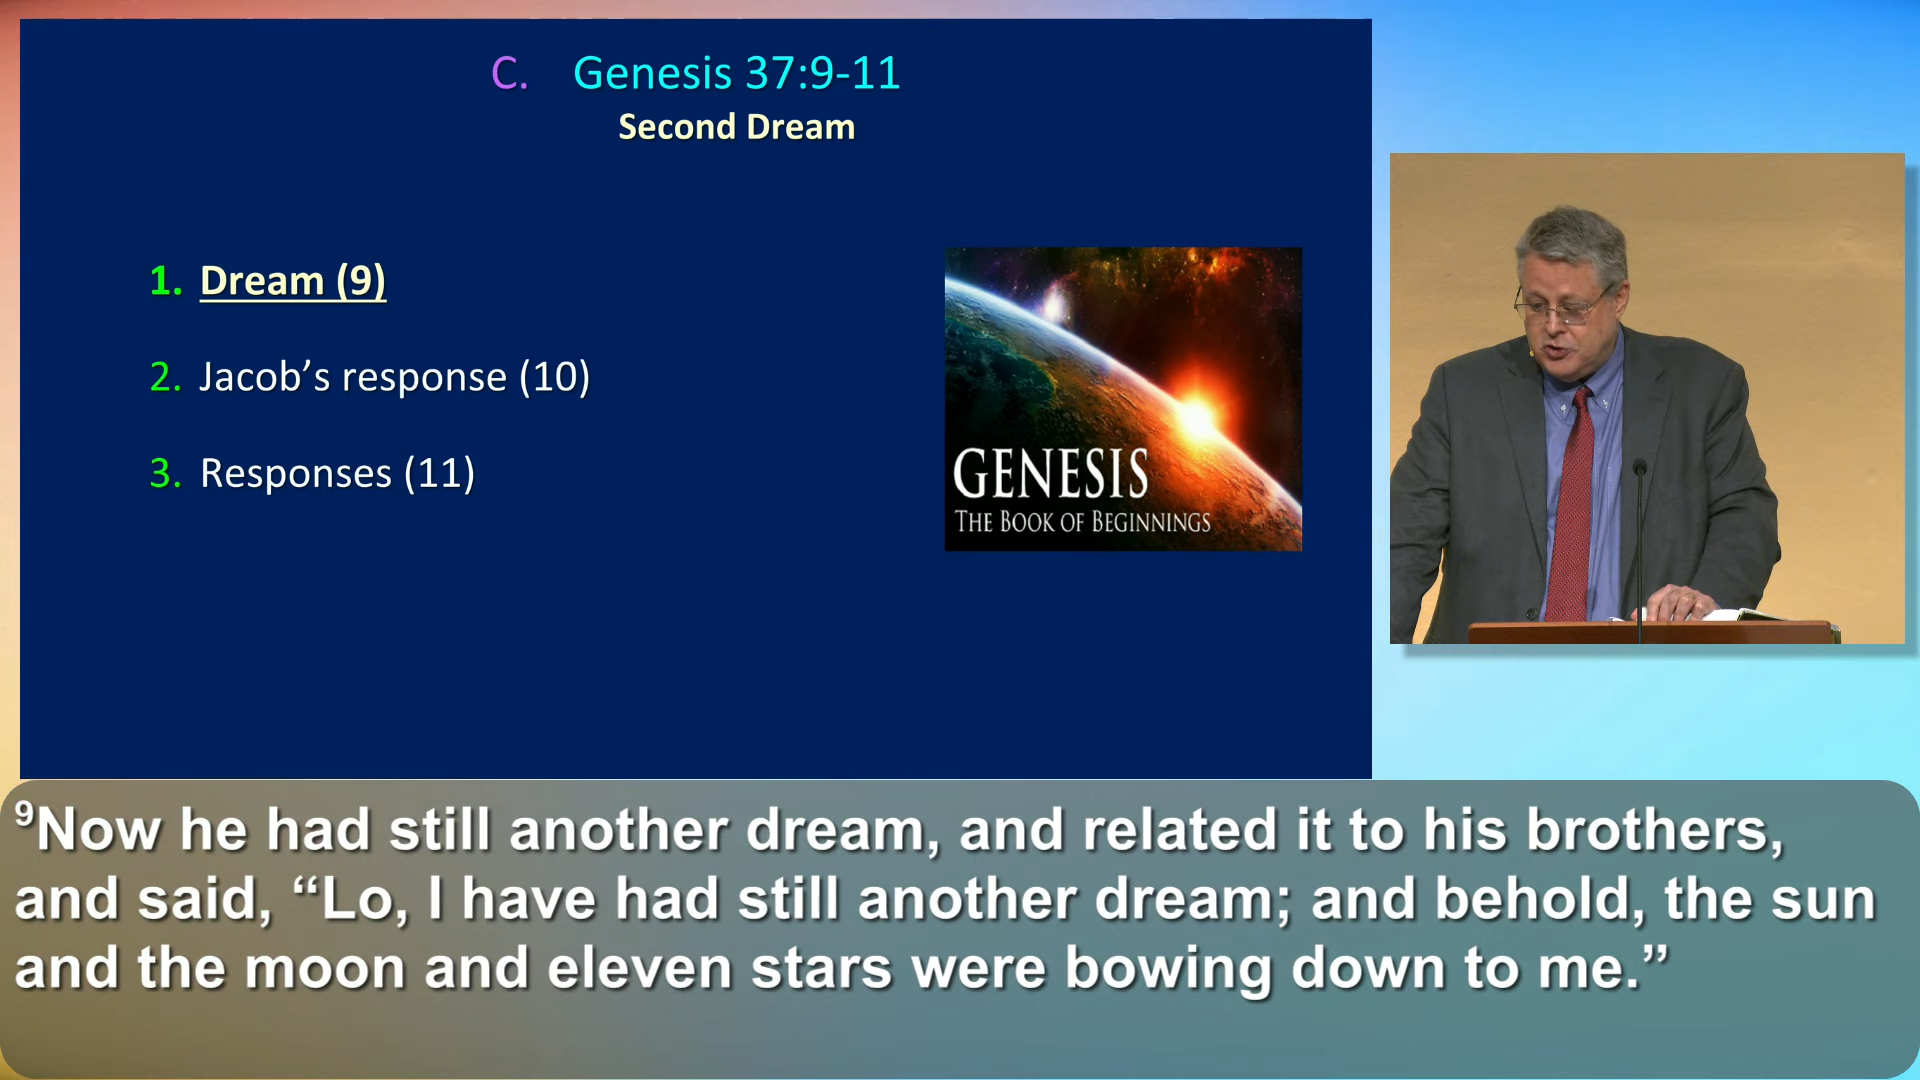 C. Genesis 37:9-11
Second Dream
1. Dream (9)
2. Jacob’s response (10)
3. Responses (11)
GENESIS
THE BOOK OF BEGINNINGS
9Now he had still another dream, and related it to his brothers,
and said, “Lo, I have had still another dream; and behold, the sun
and the moon and eleven stars were bowing down to me.”